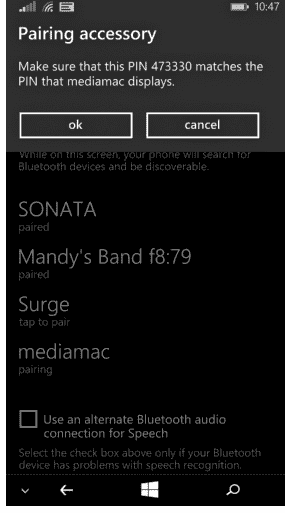 10:47
Pairing accessory
Make sure that this PIN 473330 matches the
PIN that mediamac displays.
ok
cancel
While on this screen, your phone will search for
Bluetooth devices and be discoverable.
SONATA
paired
Mandy's Band f8:79
paired
Surge
tap to pair
mediamac
pairing
Use an alternate Bluetooth audio
connection for Speech
Select the check box above only if your Bluetooth
device has problems with speech recognition.